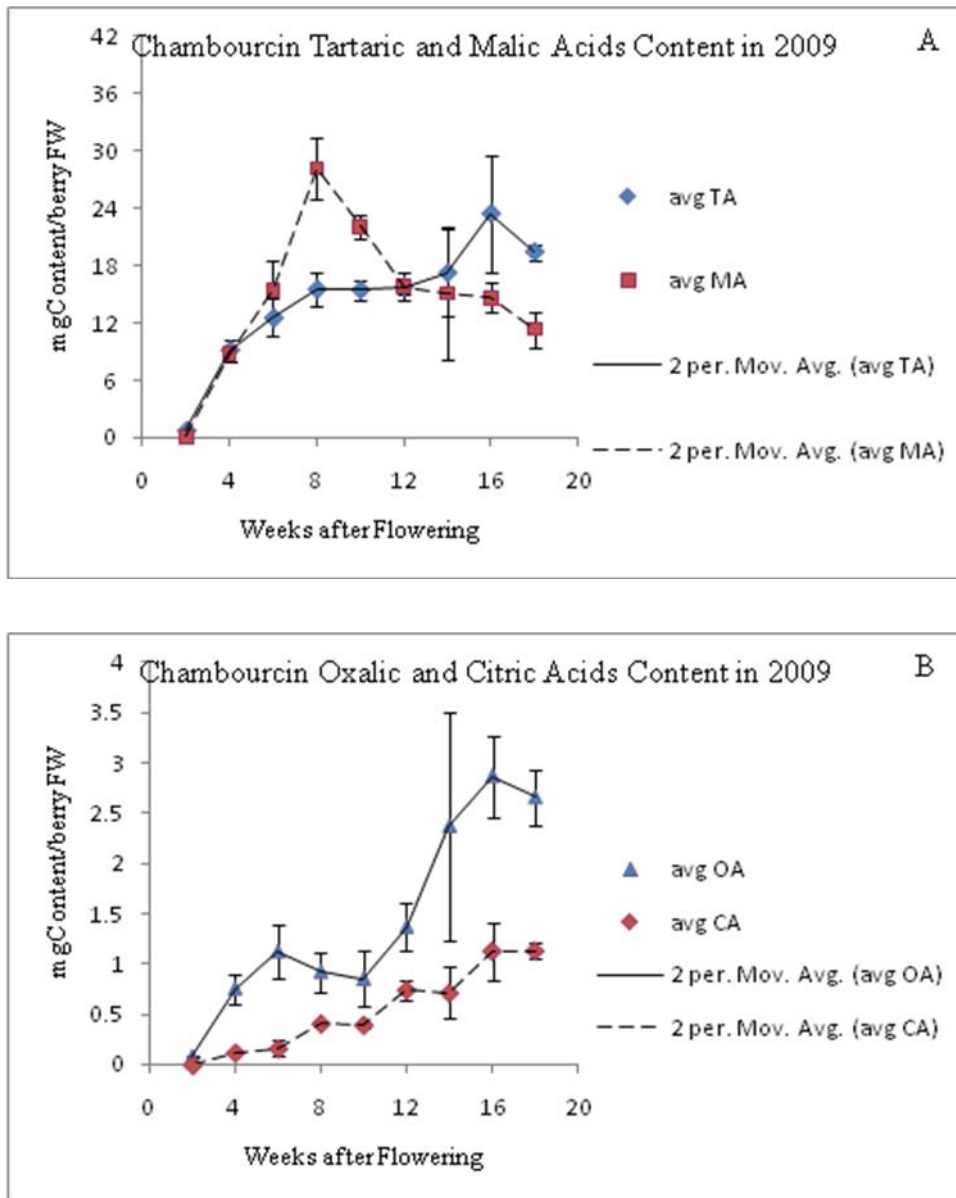 Chambourcin Tartaric and Malic Acids Content in 2009
A
42
36
30
24
18
12
6
0
mgContent/berryFW
0 4 8 12 16 20
Weeks after Flowering
avg TA
avg MA
2 per. Mov. Avg. (avg TA)
2 per. Mov. Avg. (avg MA)
Chambourcin Oxalic and Citric Acids Content in 2009
B
4
3.5
3
2.5
2
1.5
1
0.5
0
mgContent/berryFW
0 4 8 12 16 20
Weeks after Flowering
avg OA
avg CA
2 per. Mov. Avg. (avg OA)
2 per. Mov. Avg. (avg CA)